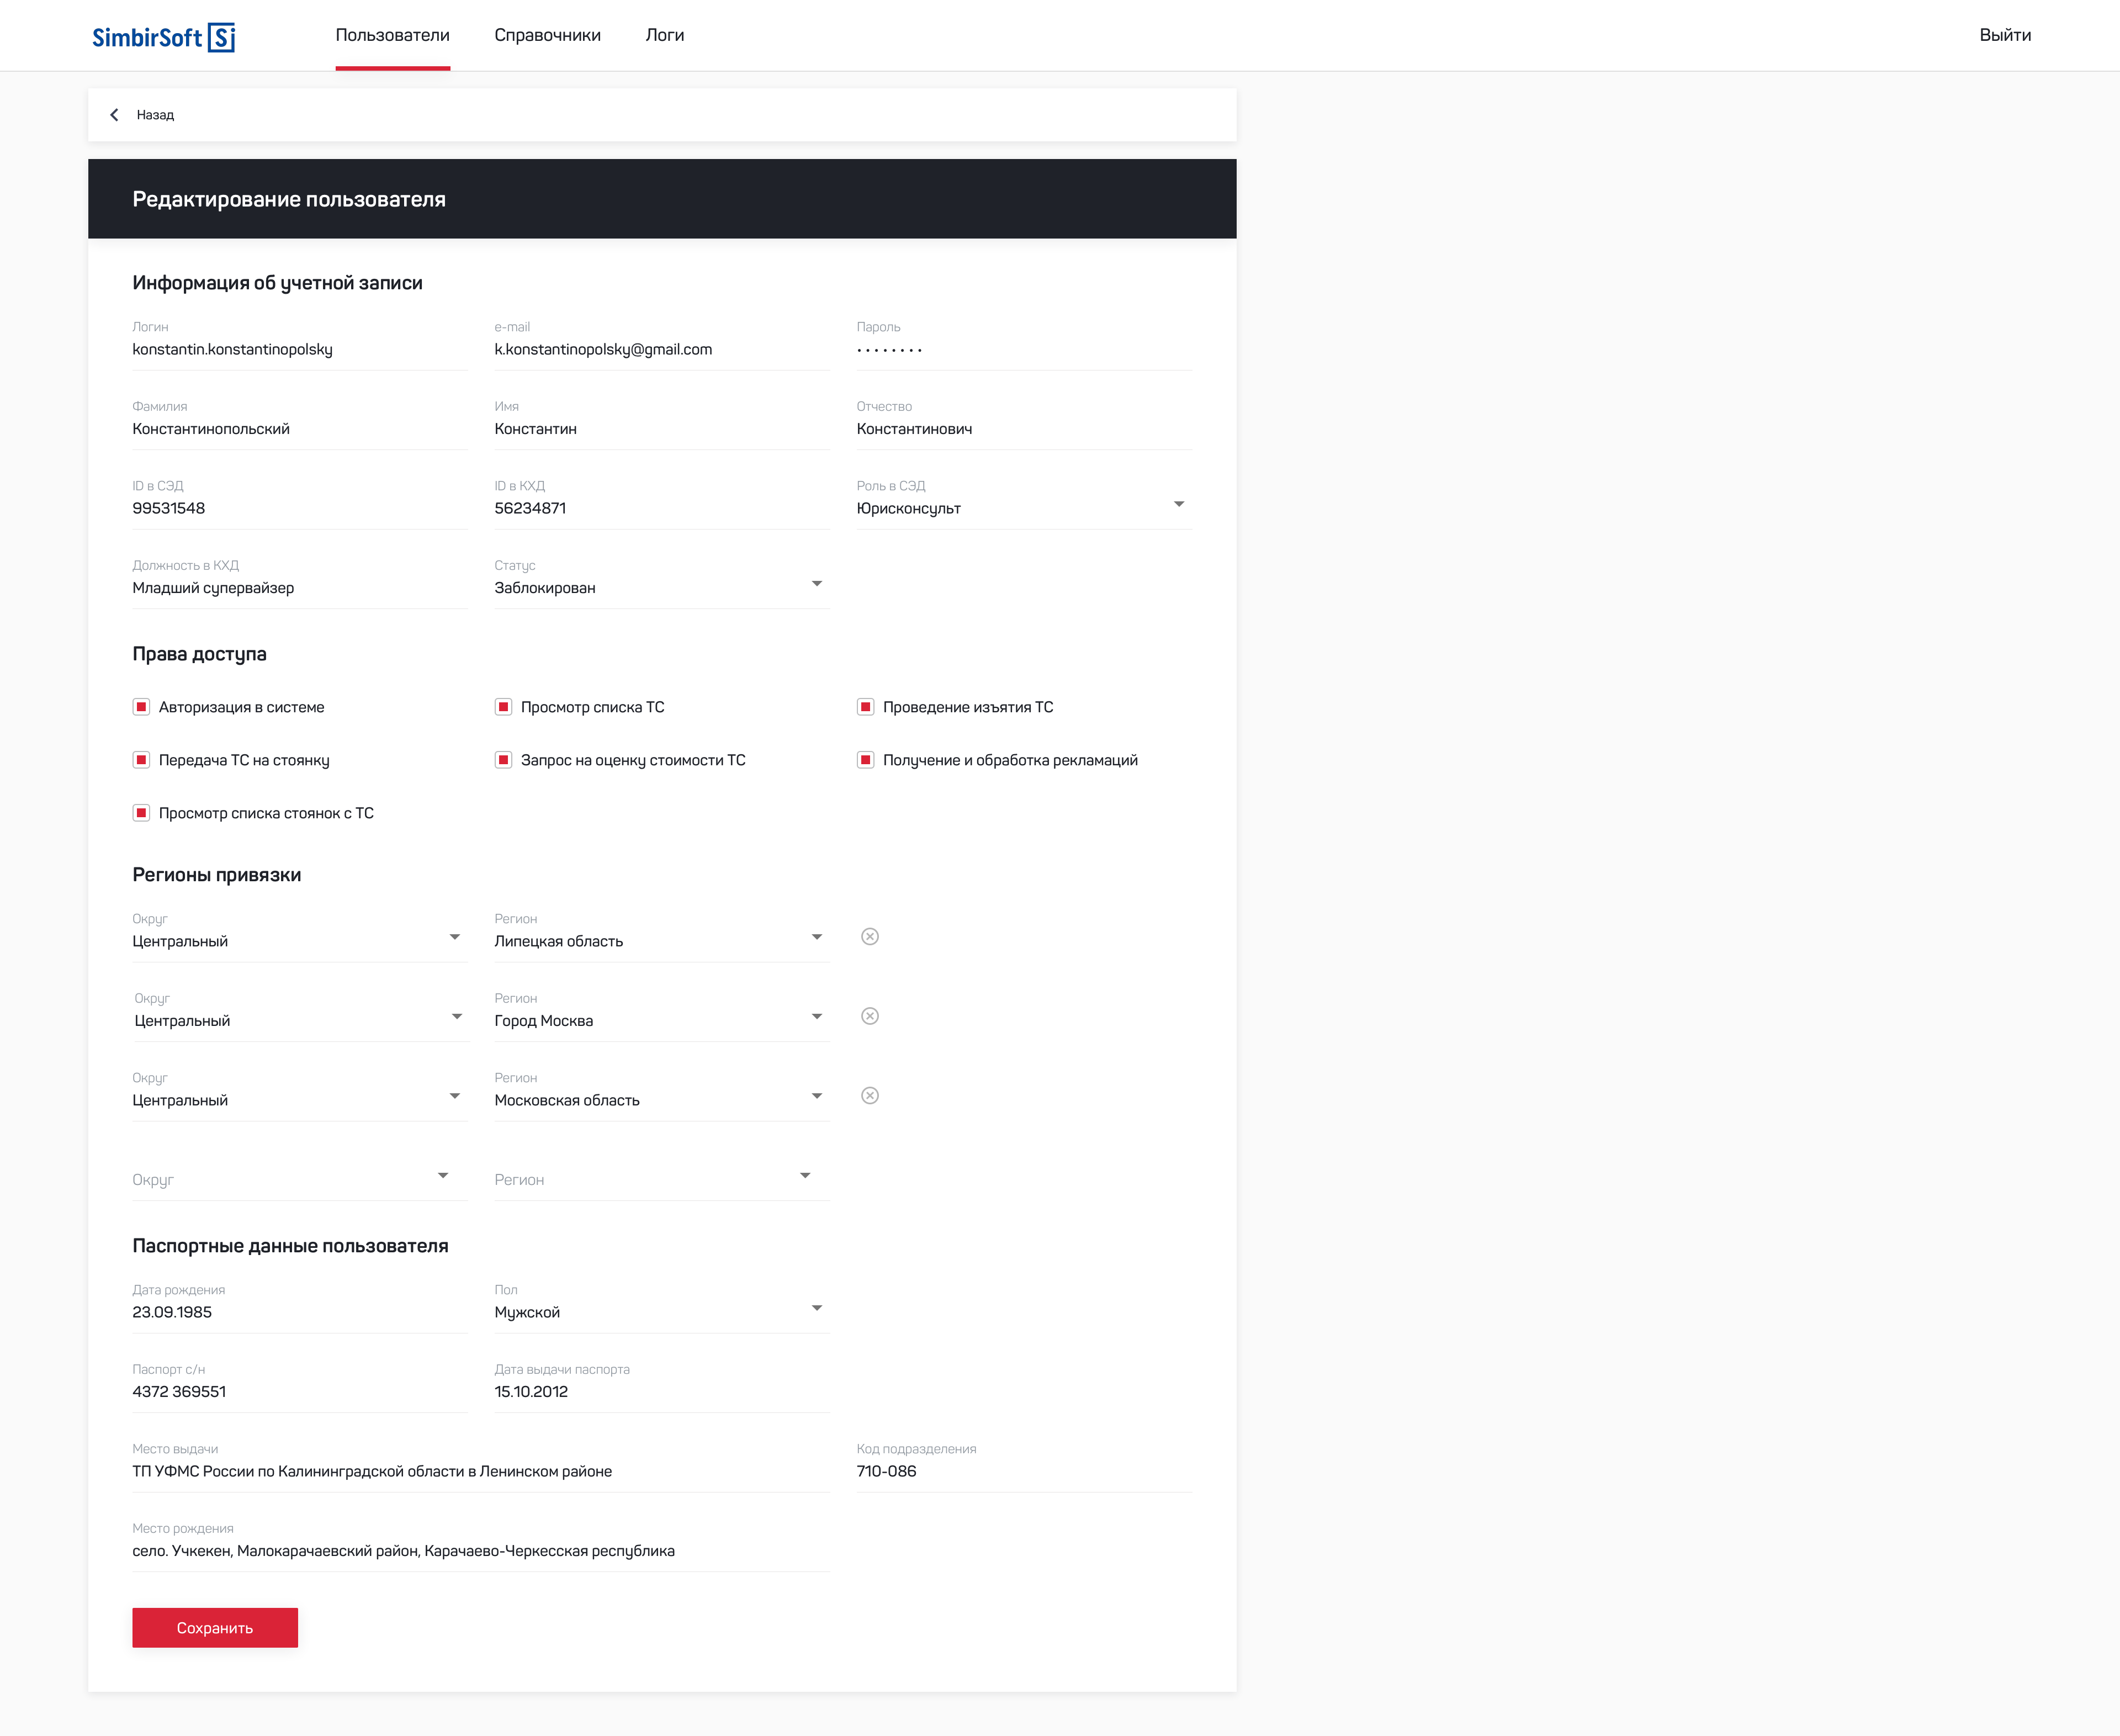 SimbirSoft Si
Пользователи Справочники Логи Выйти
Назад
Редактирование пользователя
Информация об учетной записи
Логин e-mail Пароль
konstantin.konstantinopolsky k.konstantinopolsky@gmail.com ••••••••
Фамилия Имя Отчество
Константинопольский Константин Константинович
ID в СЭД ID в КХД Роль в СЭД
99531548 56234871 Юрисконсульт
Должность в КХД Статус
Младший супервайзер Заблокирован
Права доступа
Авторизация в системе Просмотр списка ТС Проведение изъятия ТС
Передача ТС на стоянку Запрос на оценку стоимости ТС Получение и обработка рекламаций
Просмотр списка стоянок с ТС
Регионы привязки
Округ Регион
Центральный Липецкая область
Округ Регион
Центральный Город Москва
Округ Регион
Центральный Московская область
Округ Регион
Паспортные данные пользователя
Дата рождения Пол
23.09.1985 Мужской
Паспорт с/н Дата выдачи паспорта
4372 369551 15.10.2012
Место выдачи Код подразделения
ТП УФМС России по Калининградской области в Ленинском районе 710-086
Место рождения
село. Учкекен, Малокарачаевский район, Карачаево-Черкесская республика
Сохранить